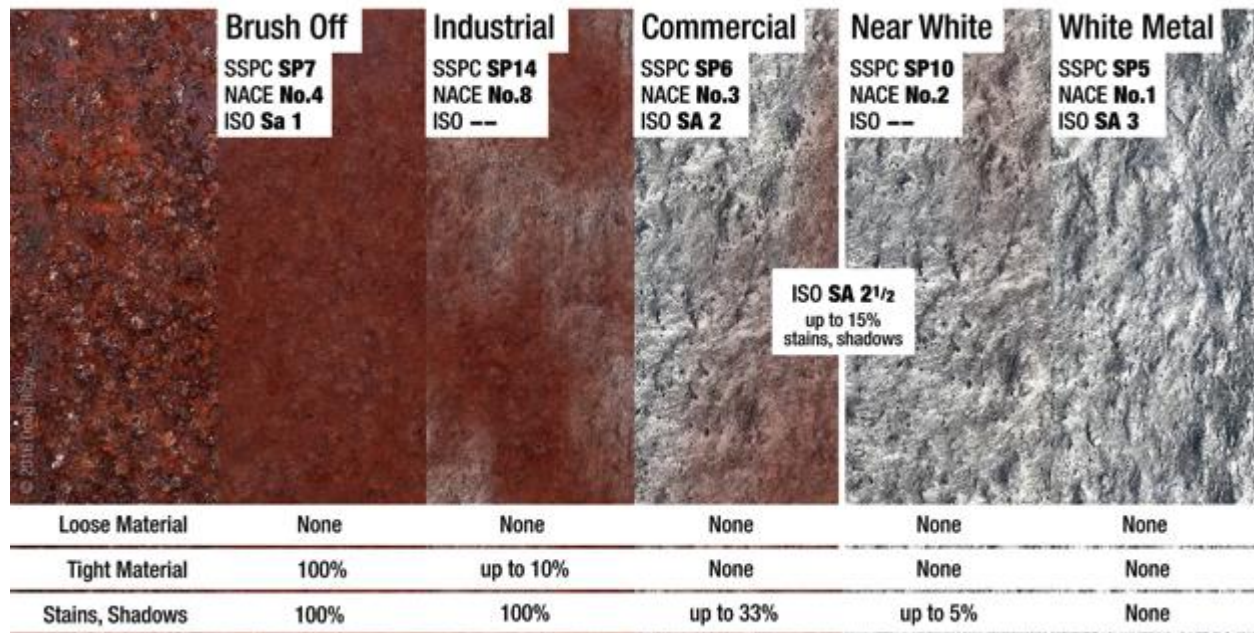 Brush Off
SSPC SP7
NACE No.4
ISO Sa 1
Industrial
SSPC SP14
NACE No.8
ISO --
Commercial
SSPC SP6
NACE No.3
ISO SA 2
Near White
SSPC SP10
NACE No.2
ISO --
White Metal
SSPC SP5
NACE No.1
ISO SA 3
ISO SA 2 1/2
up to 15%
stains, shadows
Loose Material None None None None None
Tight Material 100% up to 10% None None None
Stains, Shadows 100% 100% up to 33% up to 5% None